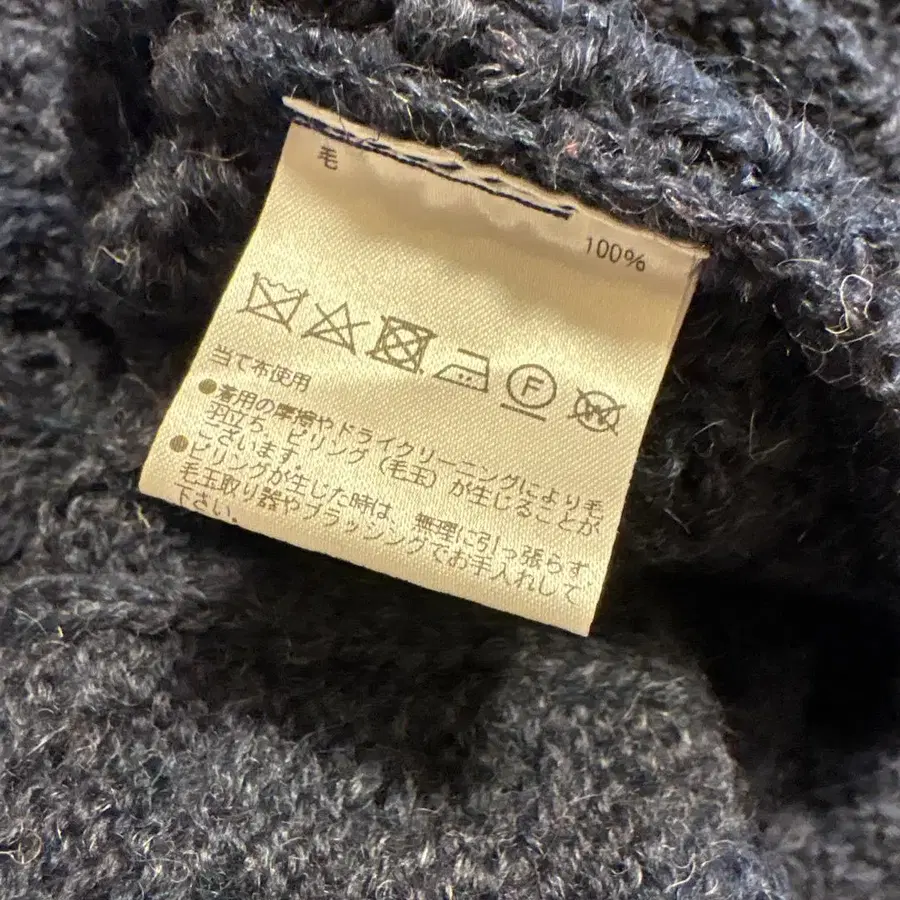 毛
100%
F
W
当て布使用
●着用の摩擦やドライクリーニングにより毛
羽立ち、ピリング（毛玉）が生じることが
ございます。
●ピリングが生じた時は、無理に引っ張らず、
毛玉取り器やブラッシングでお手入れして
下さい。